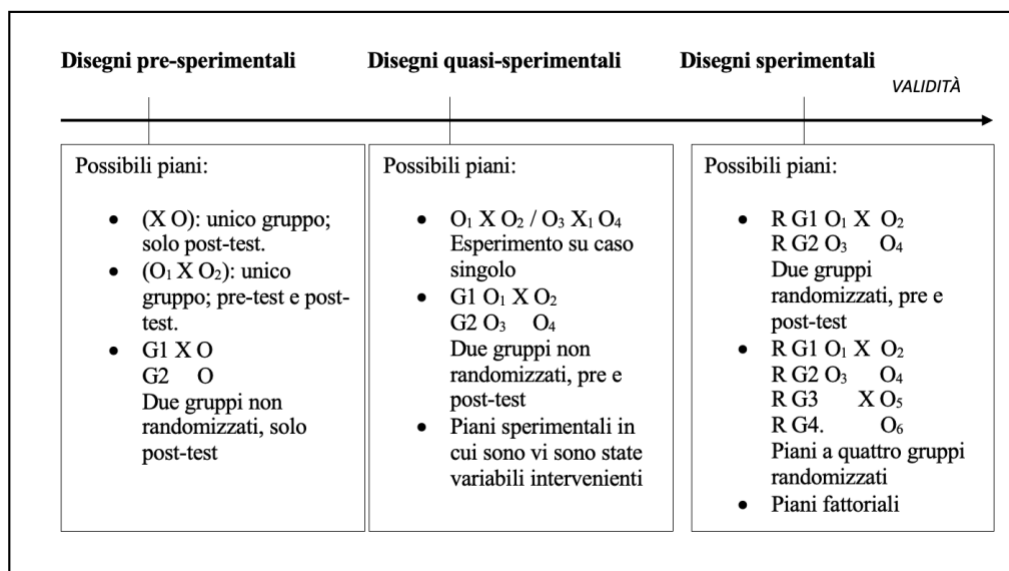 Disegni pre-sperimentali
Disegni quasi-sperimentali
Disegni sperimentali
VALIDITÀ
Possibili piani:
• (X O): unico gruppo;
solo post-test.
• (O₁ X O₂): unico
gruppo; pre-test e post-
test.
• G1 X O
G2 O
Due gruppi non
randomizzati, solo
post-test
Possibili piani:
• O₁ X O₂ / O₃ X₁ O₄
Esperimento su caso
singolo
• G1 O₁ X O₂
G2 O₃ O₄
Due gruppi non
randomizzati, pre e
post-test
• Piani sperimentali in
cui sono vi sono state
variabili intervenienti
Possibili piani:
• R G1 O₁ X O₂
R G2 O₃ O₄
Due gruppi
randomizzati, pre e
post-test
• R G1 O₁ X O₂
R G2 O₃ O₄
R G3 X O₅
R G4. O₆
Piani a quattro gruppi
randomizzati
• Piani fattoriali